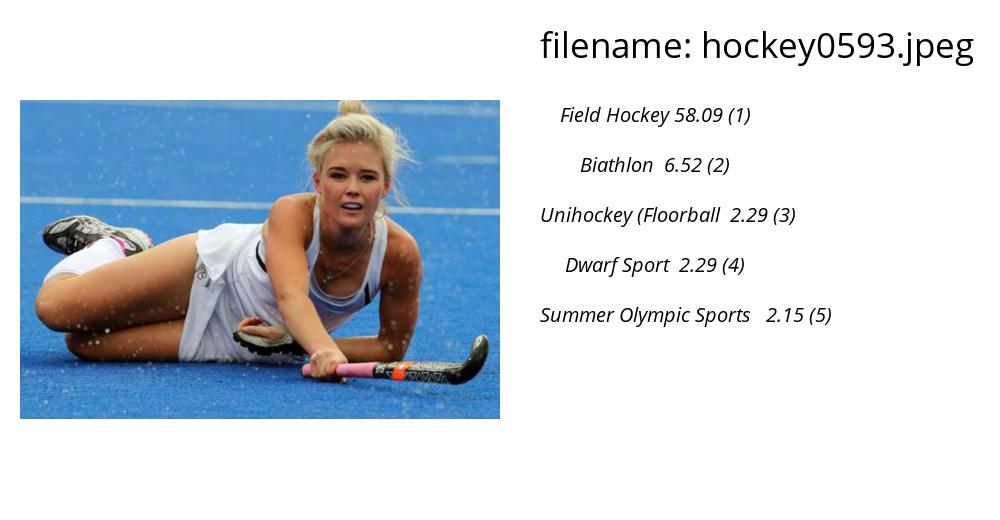 filename: hockey0593.jpeg
Field Hockey 58.09 (1)
Biathlon 6.52 (2)
Unihockey (Floorball 2.29 (3)
Dwarf Sport 2.29 (4)
Summer Olympic Sports 2.15 (5)